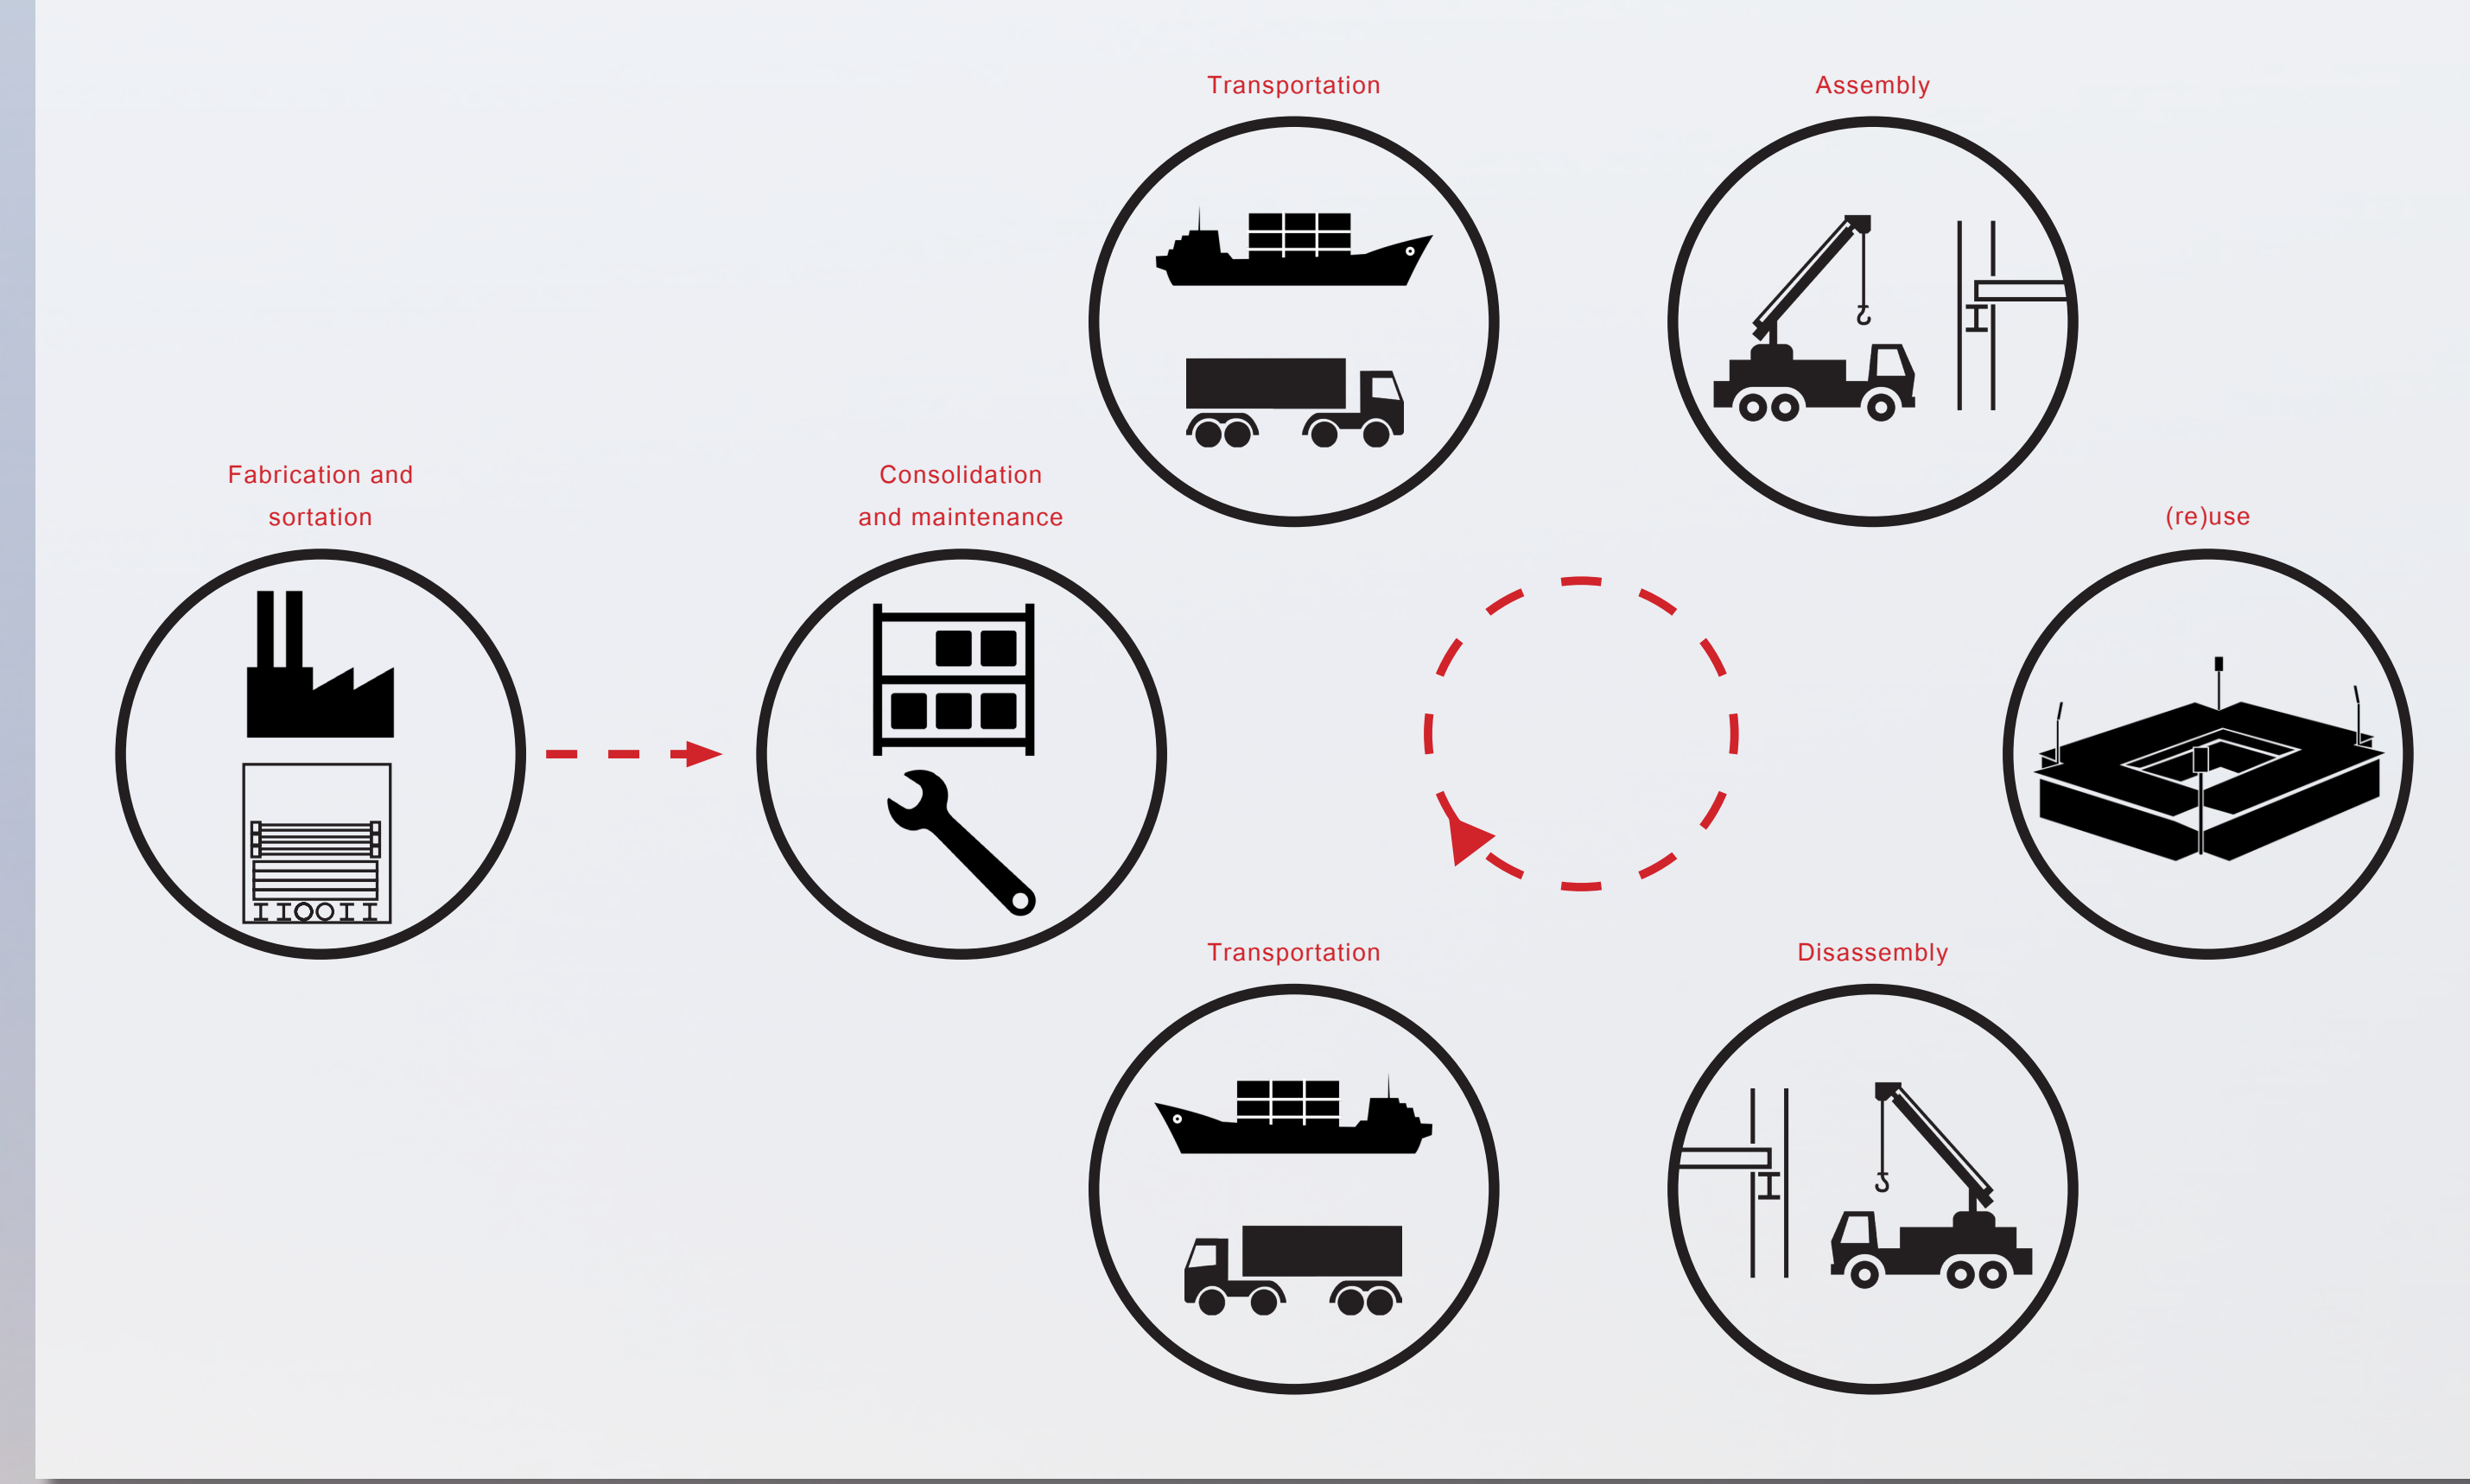 Transportation
Assembly
Fabrication and
sortation
Consolidation
and maintenance
(re)use
Transportation
Disassembly